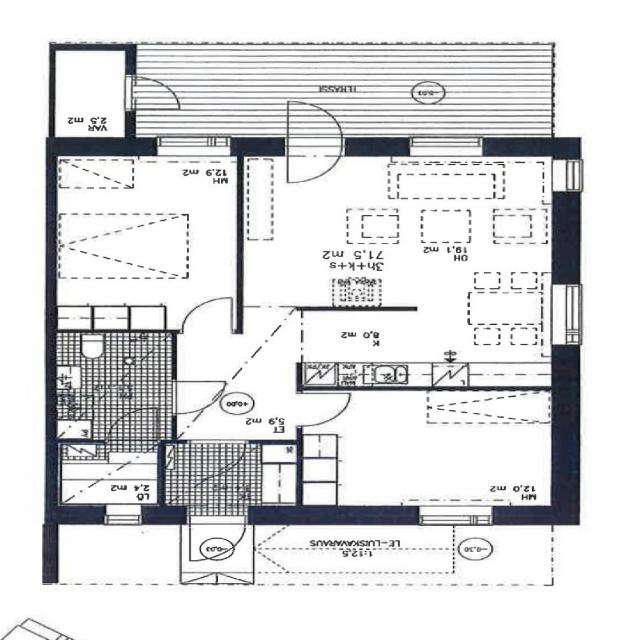 TERASSI
-0,03
VAR
2,5 m2
MH
12,9 m2
OH
19,1 m2
3h+k+s
71,5 m2
K
8,0 m2
+0,00
ET
5,9 m2
LÖ
2,4 m2
MH
12,0 m2
-0,03
LE-LUISKAVARAUS
1:12,5
-0,30